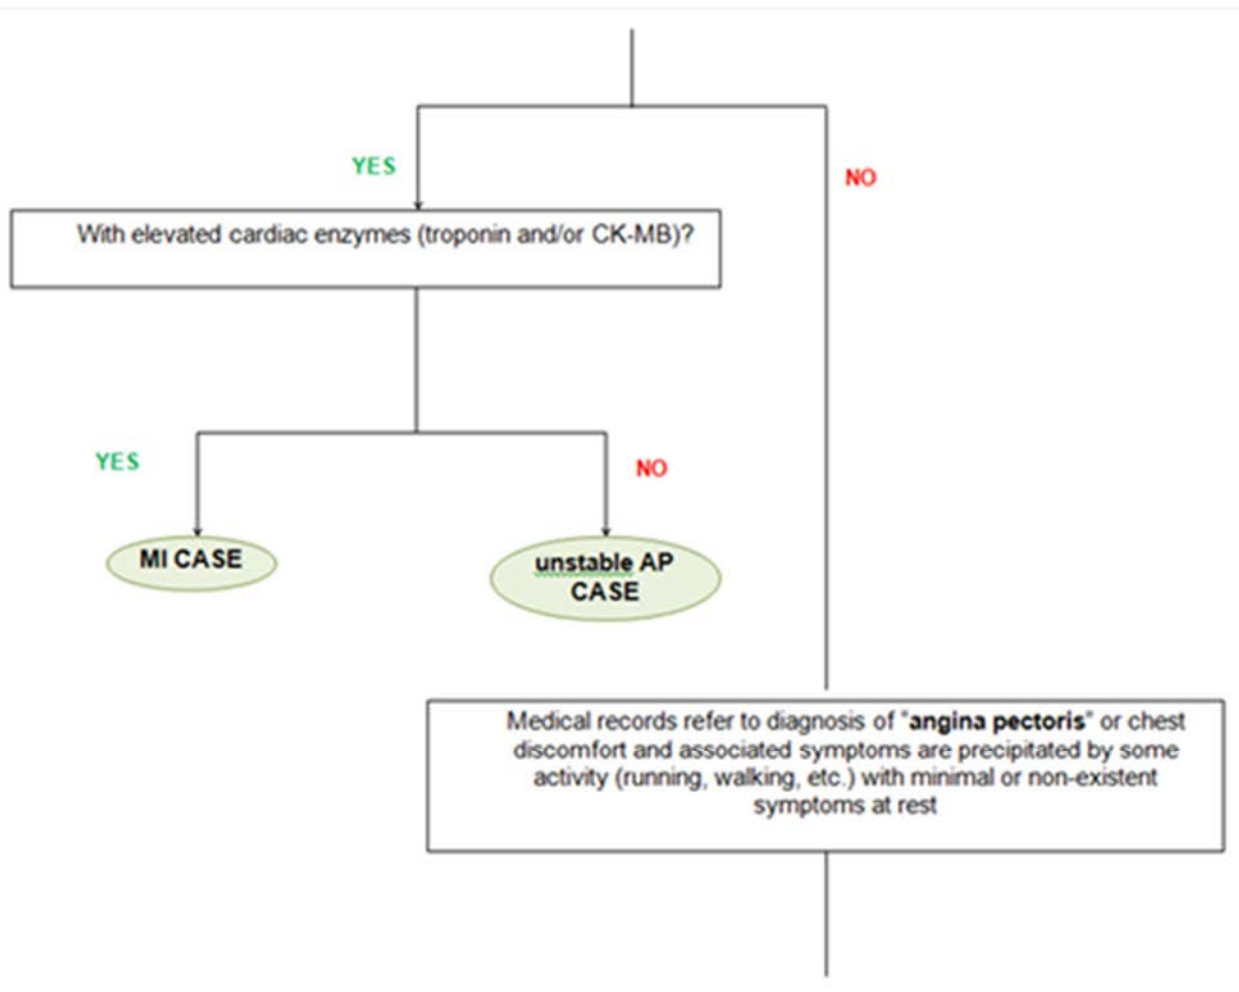 YES
NO
With elevated cardiac enzymes (troponin and/or CK-MB)?
YES
NO
MI CASE
unstable AP
CASE
Medical records refer to diagnosis of "angina pectoris" or chest
discomfort and associated symptoms are precipitated by some
activity (running, walking, etc.) with minimal or non-existent
symptoms at rest